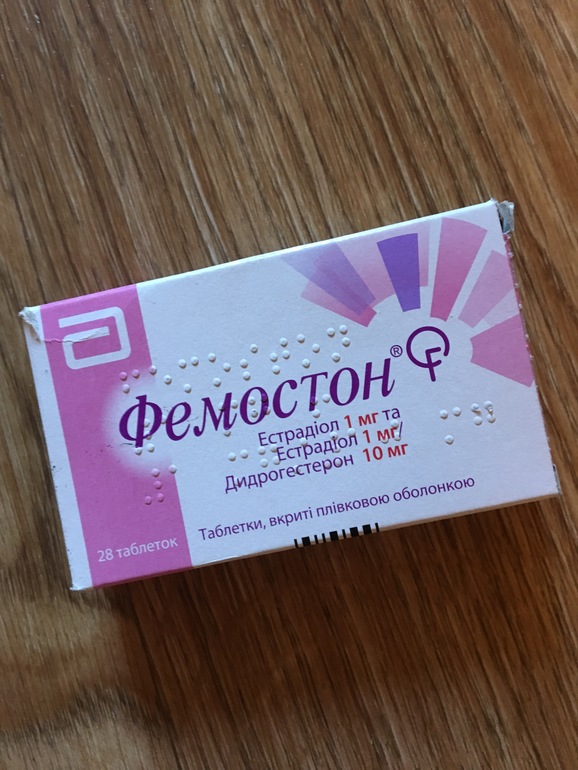 Фемостон®
Естрадіол 1 мг та
Естрадіол 1 мг/
Дидрогестерон 10 мг
Таблетки, вкриті плівковою оболонкою
28 таблеток